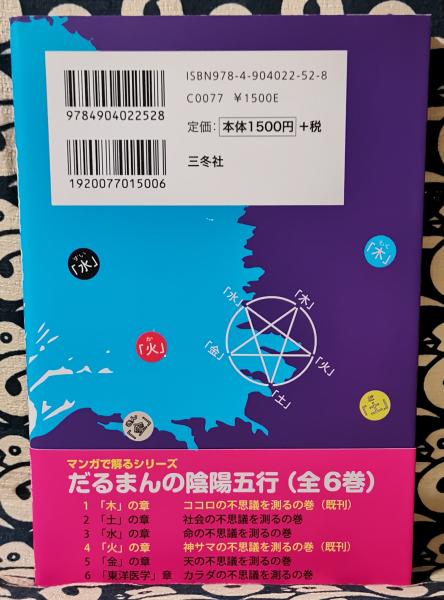 ISBN978-4-904022-52-8
C0077 ¥1500E
定価：本体1500円+税
三冬社
9784904022528
1920077015006
すい
「水」
もく
「木」
「水」
「木」
か
「火」
「金」
「火」
「土」
「金」
「土」
マンガで解るシリーズ
だるまんの陰陽五行（全6巻）
1 「木」の章 ココロの不思議を測るの巻（既刊）
2 「土」の章 社会の不思議を測るの巻
3 「水」の章 命の不思議を測るの巻
4 「火」の章 神サマの不思議を測るの巻（既刊）
5 「金」の章 天の不思議を測るの巻
6 「東洋医学」章 カラダの不思議を測るの巻